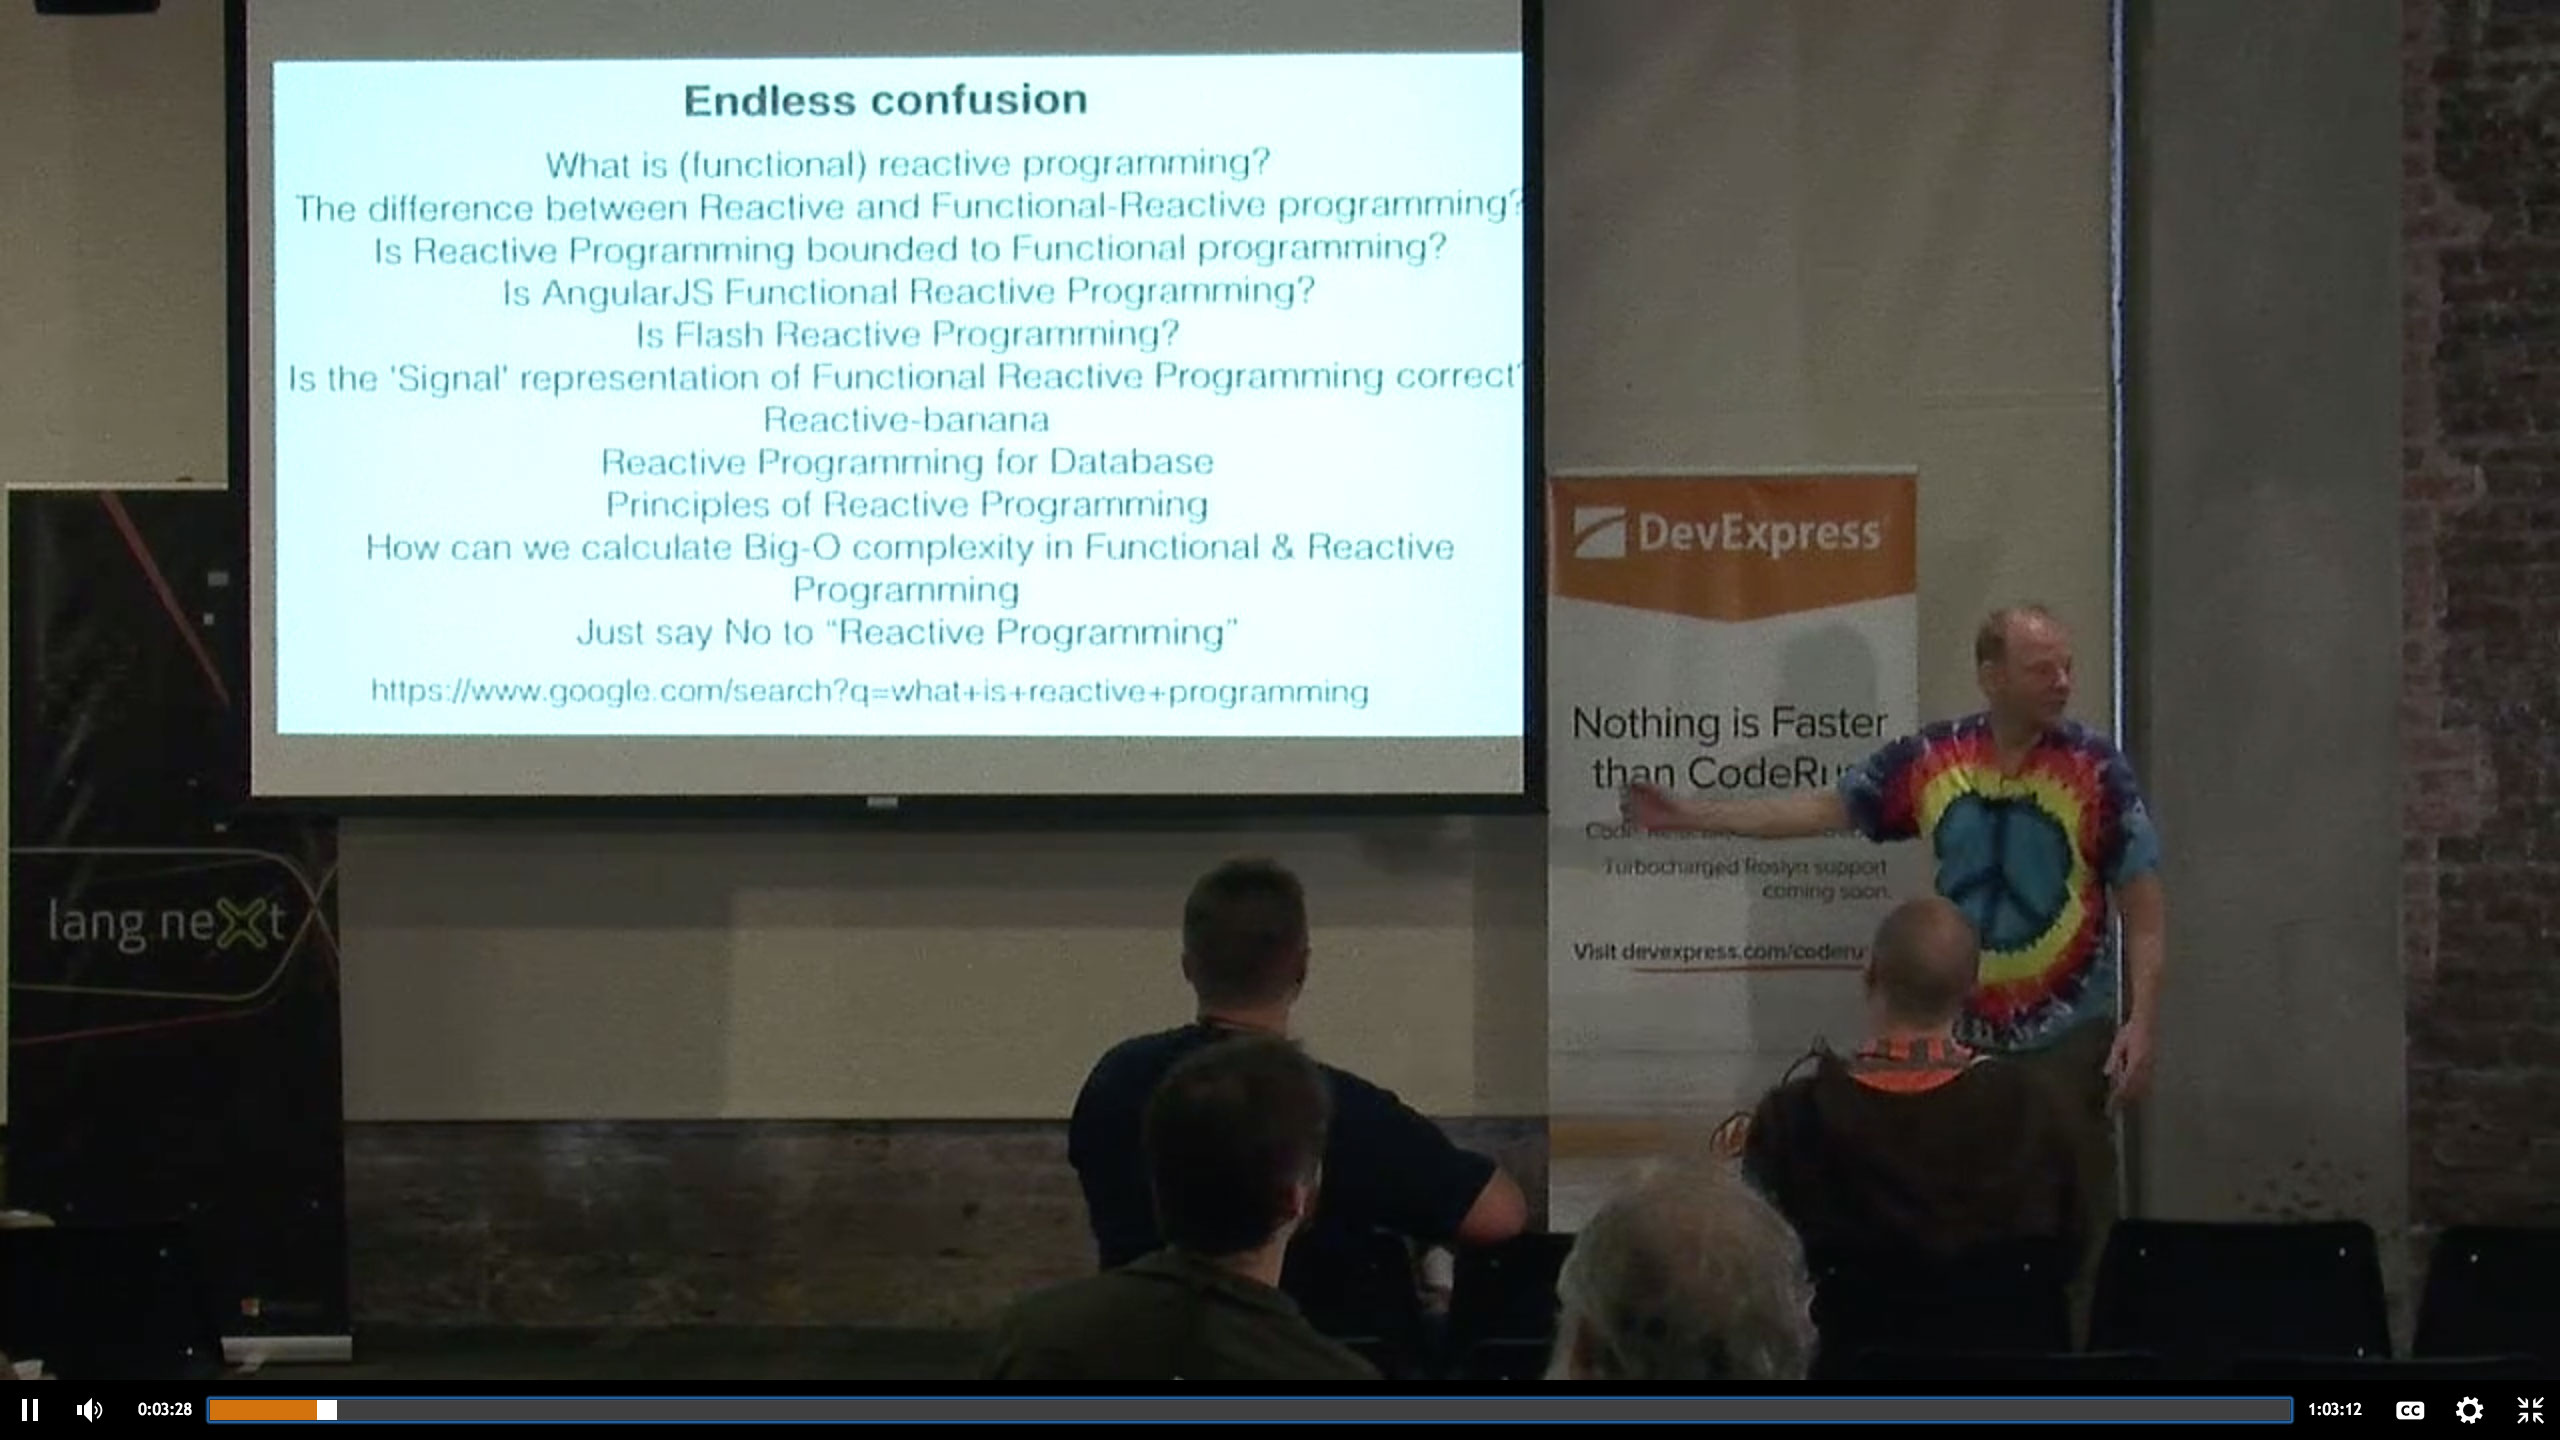 Endless confusion
What is (functional) reactive programming?
The difference between Reactive and Functional-Reactive programming?
Is Reactive Programming bounded to Functional programming?
Is AngularJS Functional Reactive Programming?
Is Flash Reactive Programming?
Is the 'Signal' representation of Functional Reactive Programming correct?
Reactive-banana
Reactive Programming for Database
Principles of Reactive Programming
How can we calculate Big-O complexity in Functional & Reactive
Programming
Just say No to “Reactive Programming”
https://www.google.com/search?q=what+is+reactive+programming
DevExpress
Nothing is Faster
than CodeRu
Turbocharged Roslyn support
coming soon.
Visit devexpress.com/coderu
lang.next
0:03:28
1:03:12
CC